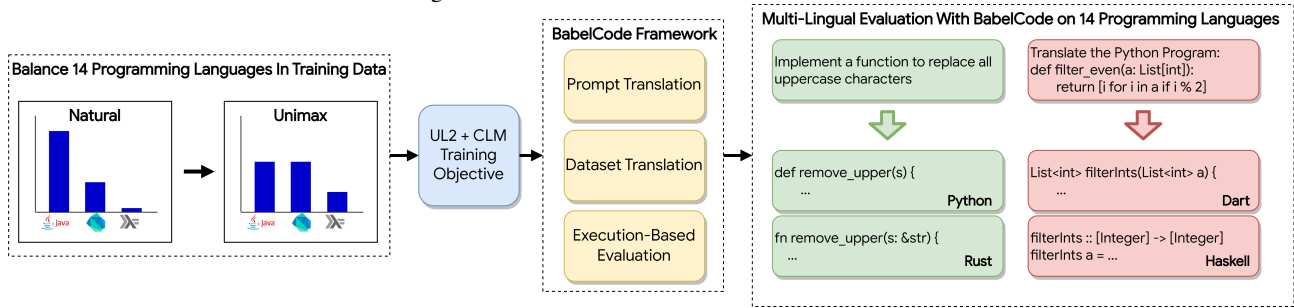 Balance 14 Programming Languages In Training Data
Natural
Java
Unimax
Java
UL2 + CLM
Training
Objective
BabelCode Framework
Prompt Translation
Dataset Translation
Execution-Based
Evaluation
Multi-Lingual Evaluation With BabelCode on 14 Programming Languages
Implement a function to replace all
uppercase characters
def remove_upper(s) {
...
Python
fn remove_upper(s: &str) {
...
Rust
Translate the Python Program:
def filter_even(a: List[int]):
return [i for i in a if i % 2]
List<int> filterInts(List<int> a) {
...
Dart
filterInts :: [Integer] -> [Integer]
filterInts a = ...
Haskell